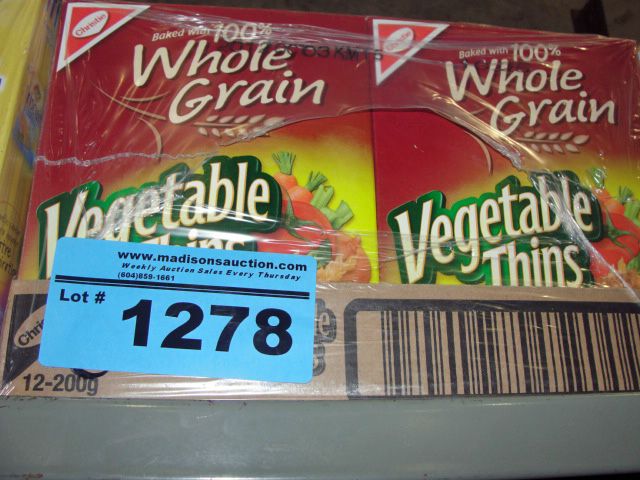 Christie
Baked with 100%
Whole
Grain
Vegetable
Thins
Christie
Baked with 100%
Whole
Grain
Vegetable
Thins
www.madisonsauction.com
Weekly Auction Sales Every Thursday
(604)859-1661
Lot # 1278
12-200g